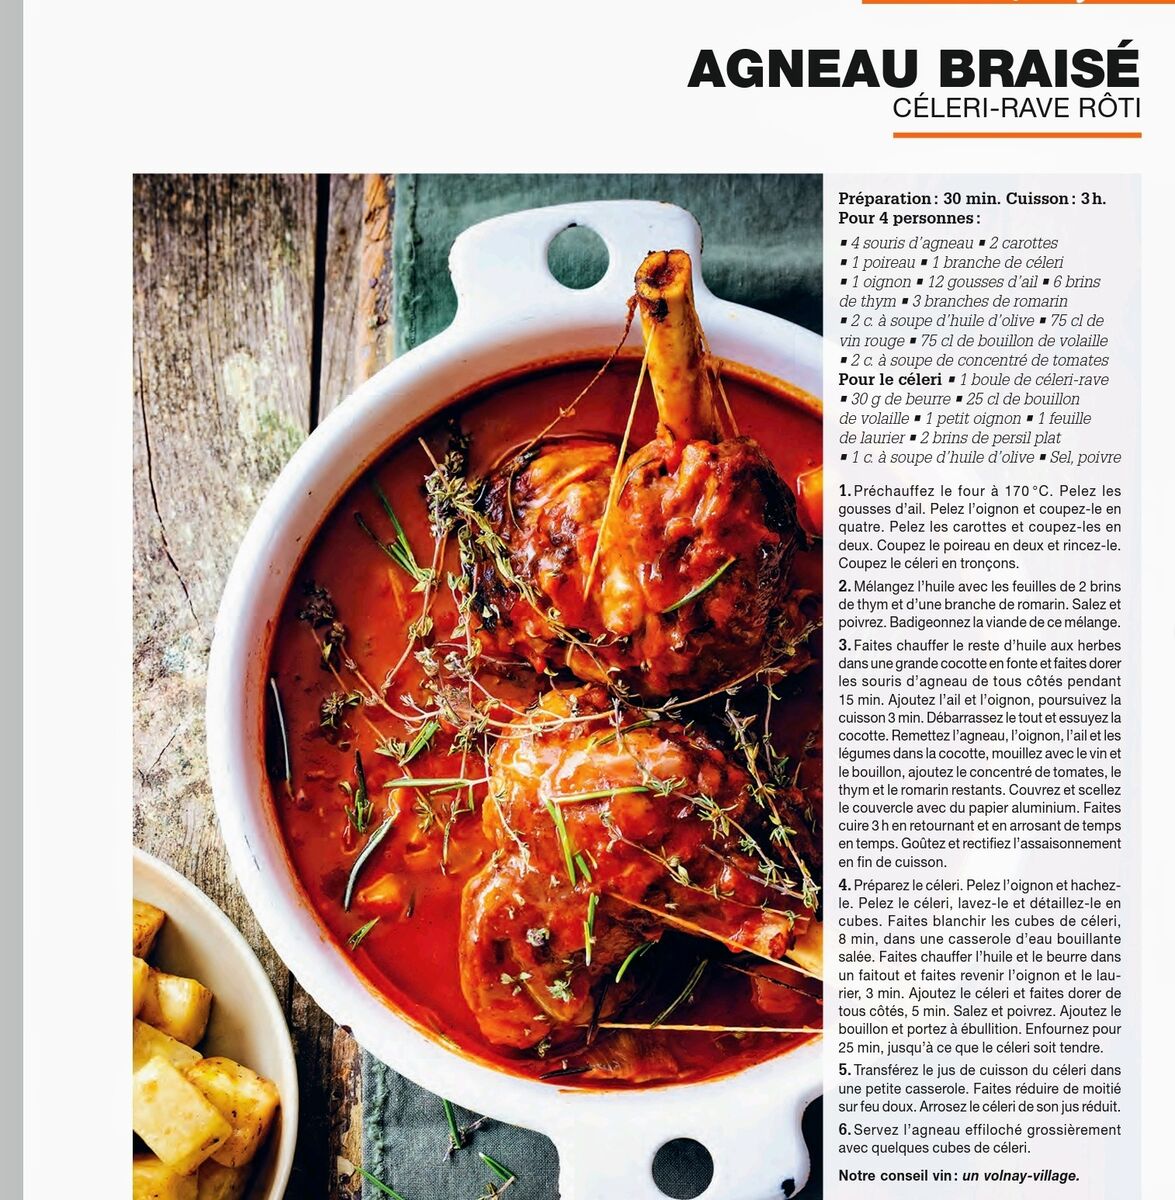 AGNEAU BRAISÉ
CÉLERI-RAVE RÔTI
Préparation : 30 min. Cuisson : 3 h.
Pour 4 personnes :
▪ 4 souris d’agneau ▪ 2 carottes
▪ 1 poireau ▪ 1 branche de céleri
▪ 1 oignon ▪ 12 gousses d’ail ▪ 6 brins
de thym ▪ 3 branches de romarin
▪ 2 c. à soupe d’huile d’olive ▪ 75 cl de
vin rouge ▪ 75 cl de bouillon de volaille
▪ 2 c. à soupe de concentré de tomates
Pour le céleri ▪ 1 boule de céleri-rave
▪ 30 g de beurre ▪ 25 cl de bouillon
de volaille ▪ 1 petit oignon ▪ 1 feuille
de laurier ▪ 2 brins de persil plat
▪ 1 c. à soupe d’huile d’olive ▪ Sel, poivre
1. Préchauffez le four à 170 °C. Pelez les
gousses d’ail. Pelez l’oignon et coupez-le en
quatre. Pelez les carottes et coupez-les en
deux. Coupez le poireau en deux et rincez-le.
Coupez le céleri en tronçons.
2. Mélangez l’huile avec les feuilles de 2 brins
de thym et d’une branche de romarin. Salez et
poivrez. Badigeonnez la viande de ce mélange.
3. Faites chauffer le reste d’huile aux herbes
dans une grande cocotte en fonte et faites dorer
les souris d’agneau de tous côtés pendant
15 min. Ajoutez l’ail et l’oignon, poursuivez la
cuisson 3 min. Débarrassez le tout et essuyez la
cocotte. Remettez l’agneau, l’oignon, l’ail et les
légumes dans la cocotte, mouillez avec le vin et
le bouillon, ajoutez le concentré de tomates, le
thym et le romarin restants. Couvrez et scellez
le couvercle avec du papier aluminium. Faites
cuire 3 h en retournant et en arrosant de temps
en temps. Goûtez et rectifiez l’assaisonnement
en fin de cuisson.
4. Préparez le céleri. Pelez l’oignon et hachez-
le. Pelez le céleri, lavez-le et détaillez-le en
cubes. Faites blanchir les cubes de céleri,
8 min, dans une casserole d’eau bouillante
salée. Faites chauffer l’huile et le beurre dans
un faitout et faites revenir l’oignon et le lau-
rier, 3 min. Ajoutez le céleri et faites dorer de
tous côtés, 5 min. Salez et poivrez. Ajoutez le
bouillon et portez à ébullition. Enfournez pour
25 min, jusqu’à ce que le céleri soit tendre.
5. Transférez le jus de cuisson du céleri dans
une petite casserole. Faites réduire de moitié
sur feu doux. Arrosez le céleri de son jus réduit.
6. Servez l’agneau effiloché grossièrement
avec quelques cubes de céleri.
Notre conseil vin : un volnay-village.